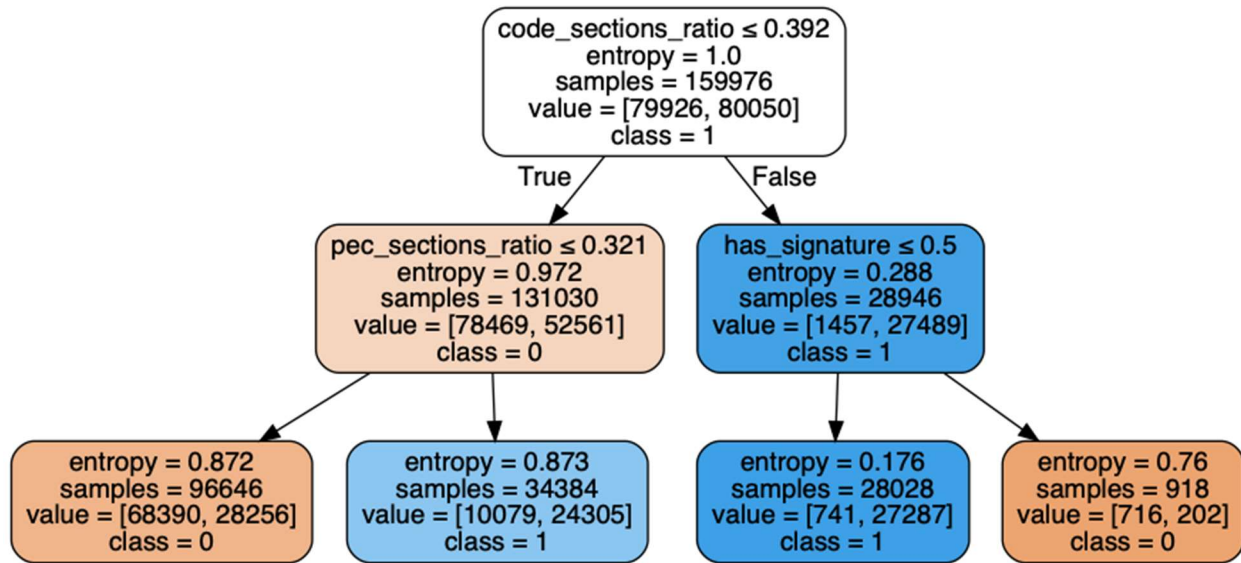 code_sections_ratio ≤ 0.392
entropy = 1.0
samples = 159976
value = [79926, 80050]
class = 1
True
False
pec_sections_ratio ≤ 0.321
entropy = 0.972
samples = 131030
value = [78469, 52561]
class = 0
has_signature ≤ 0.5
entropy = 0.288
samples = 28946
value = [1457, 27489]
class = 1
entropy = 0.872
samples = 96646
value = [68390, 28256]
class = 0
entropy = 0.873
samples = 34384
value = [10079, 24305]
class = 1
entropy = 0.176
samples = 28028
value = [741, 27287]
class = 1
entropy = 0.76
samples = 918
value = [716, 202]
class = 0